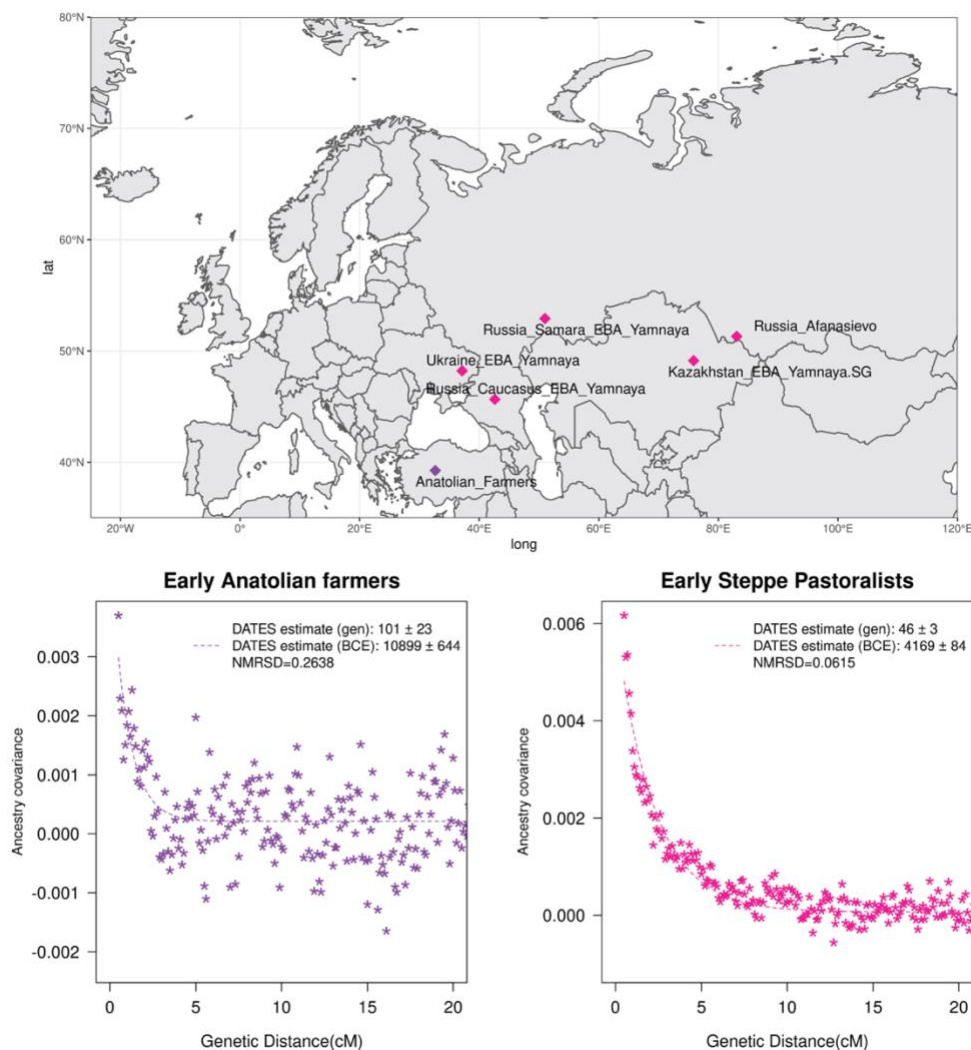 80°N
70°N
60°N
50°N
40°N
lat
Russia_Samara_EBA_Yamnaya
Russia_Afanasievo
Ukraine_EBA_Yamnaya
Kazakhstan_EBA_Yamnaya.SG
Russia_Caucasus_EBA_Yamnaya
Anatolian_Farmers
20°W 0° 20°E 40°E 60°E 80°E 100°E 120°E
long
Early Anatolian farmers
DATES estimate (gen): 101 ± 23
DATES estimate (BCE): 10899 ± 644
NMRSD=0.2638
Ancestry covariance
0.003
0.002
0.001
0.000
-0.001
-0.002
0 5 10 15 20
Genetic Distance(cM)
Early Steppe Pastoralists
DATES estimate (gen): 46 ± 3
DATES estimate (BCE): 4169 ± 84
NMRSD=0.0615
Ancestry covariance
0.006
0.004
0.002
0.000
0 5 10 15 20
Genetic Distance(cM)